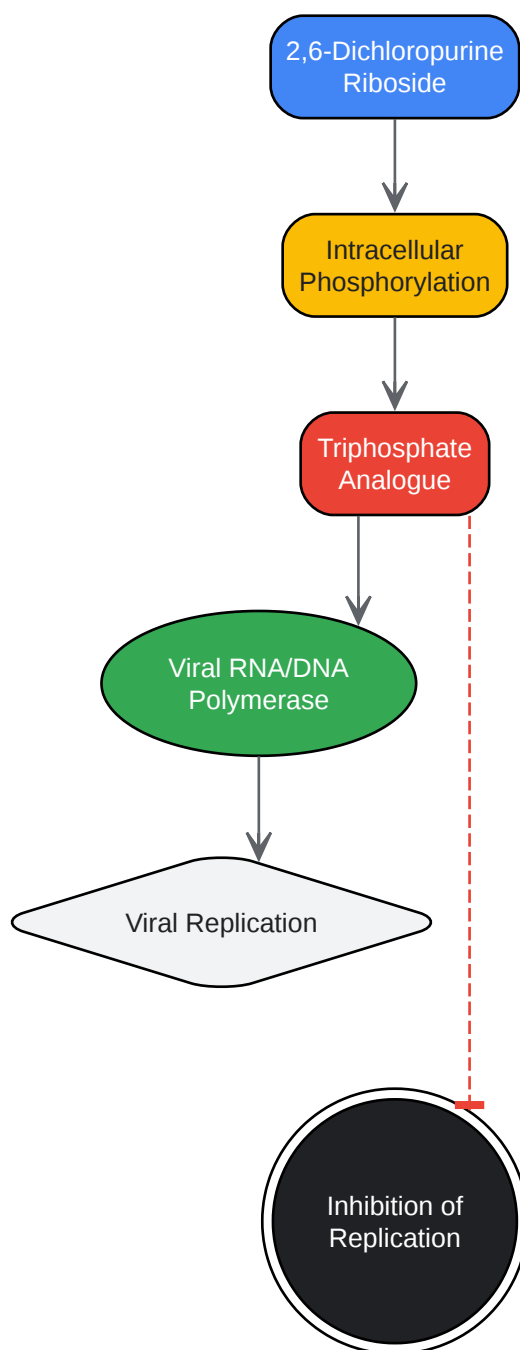 2,6-Dichloropurine
Riboside
Intracellular
Phosphorylation
Triphosphate
Analogue
Viral RNA/DNA
Polymerase
Viral Replication
Inhibition of
Replication